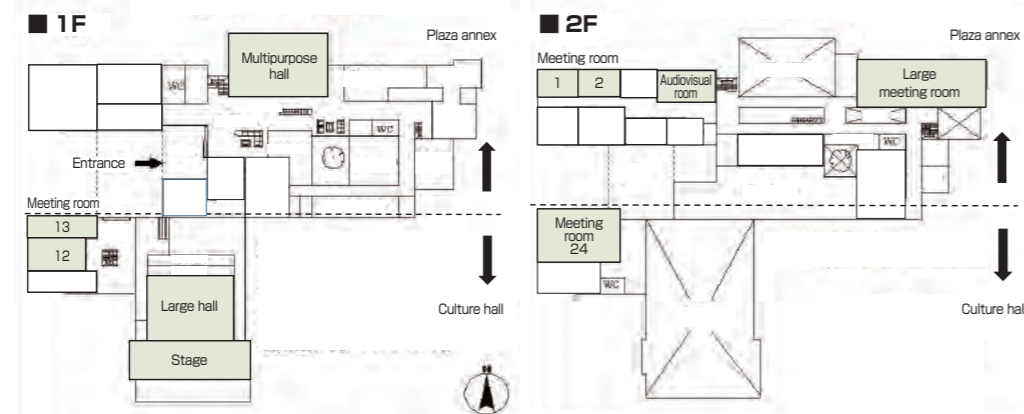 ■ 1F
Plaza annex
Multipurpose
hall
WC
WC
Entrance
Meeting room
13
12
Large hall
Stage
Culture hall
■ 2F
Plaza annex
Meeting room
1
2
Audiovisual
room
Large
meeting room
WC
Meeting
room
24
WC
Culture hal